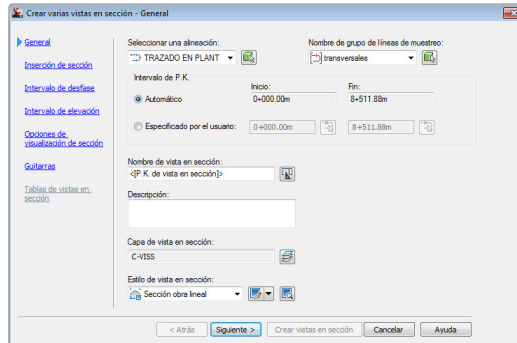 Crear varias vistas en sección - General
General
Inserción de sección
Intervalo de desfase
Intervalo de elevación
Opciones de
visualización de sección
Guitarras
Tablas de vistas en
sección
Seleccionar una alineación:
TRAZADO EN PLANT
Nombre de grupo de líneas de muestreo:
transversales
Intervalo de P.K.
Inicio:
Fin:
Automático
0+000.00m
8+511.88m
Especificado por el usuario:
0+000.00m
8+511.88m
Nombre de vista en sección:
<[P.K. de vista en sección]>
Descripción:
Capa de vista en sección:
C-VISS
Estilo de vista en sección:
Sección obra lineal
< Atrás
Siguiente >
Crear vistas en sección
Cancelar
Ayuda